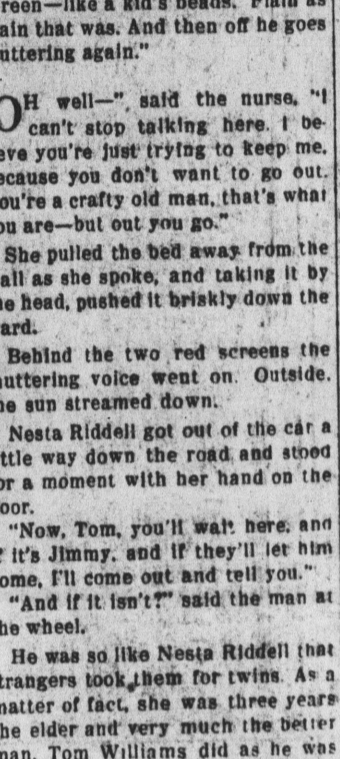 reen—like a kid's beads. Plain as
ain that was. And then off he goes
uttering again."
OH well—", said the nurse, "I
can't stop talking here. I be-
eve you're just trying to keep me,
ecause you don't want to go out.
ou're a crafty old man, that's what
ou are—but out you go."
She pulled the bed away from the
all as she spoke, and taking it by
he head, pushed it briskly down the
ard.
Behind the two red screens the
uttering voice went on. Outside,
he sun streamed down.
Nesta Riddell got out of the car a
ttle way down the road and stood
or a moment with her hand on the
oor.
"Now, Tom, you'll wait here, and
f it's Jimmy, and if they'll let him
ome, I'll come out and tell you."
"And if it isn't?" said the man at
he wheel.
He was so like Nesta Riddell that
trangers took them for twins. As a
matter of fact, she was three years
he elder and very much the better
man. Tom Williams did as he was